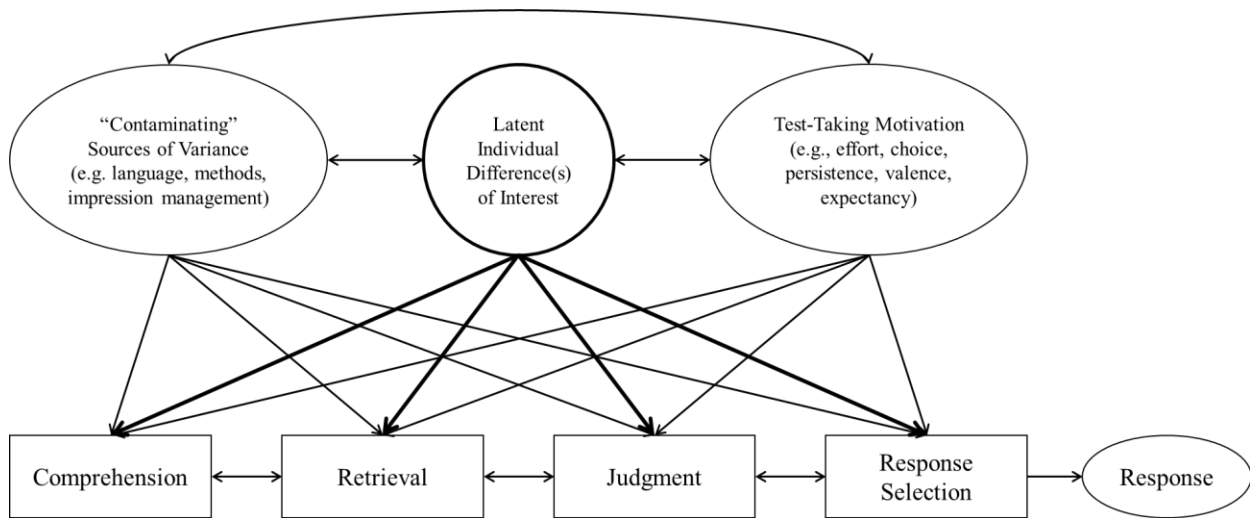 “Contaminating”
Sources of Variance
(e.g. language, methods,
impression management)
Latent
Individual
Difference(s)
of Interest
Test-Taking Motivation
(e.g., effort, choice,
persistence, valence,
expectancy)
Comprehension
Retrieval
Judgment
Response
Selection
Response